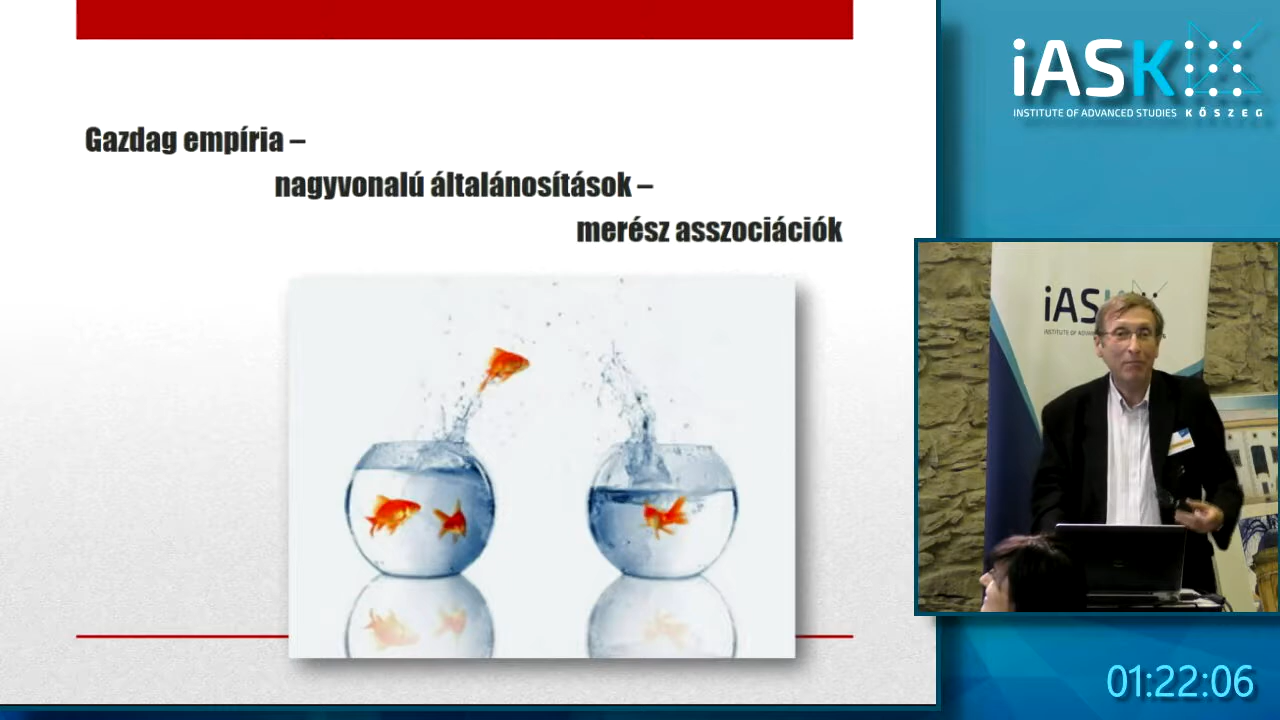 Gazdag empíria –
nagyvonalú általánosítások –
merész asszociációk
iASK
INSTITUTE OF ADVANCED STUDIES KŐSZEG
iASK
01:22:06